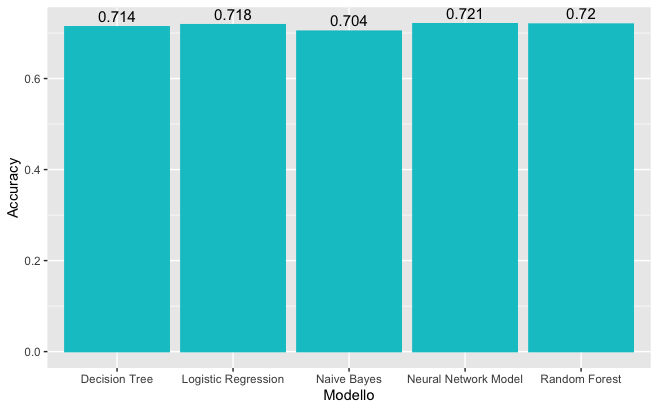 0.714 0.718 0.704 0.721 0.72
0.6
0.4
0.2
0.0
Accuracy
Decision Tree Logistic Regression Naive Bayes Neural Network Model Random Forest
Modello